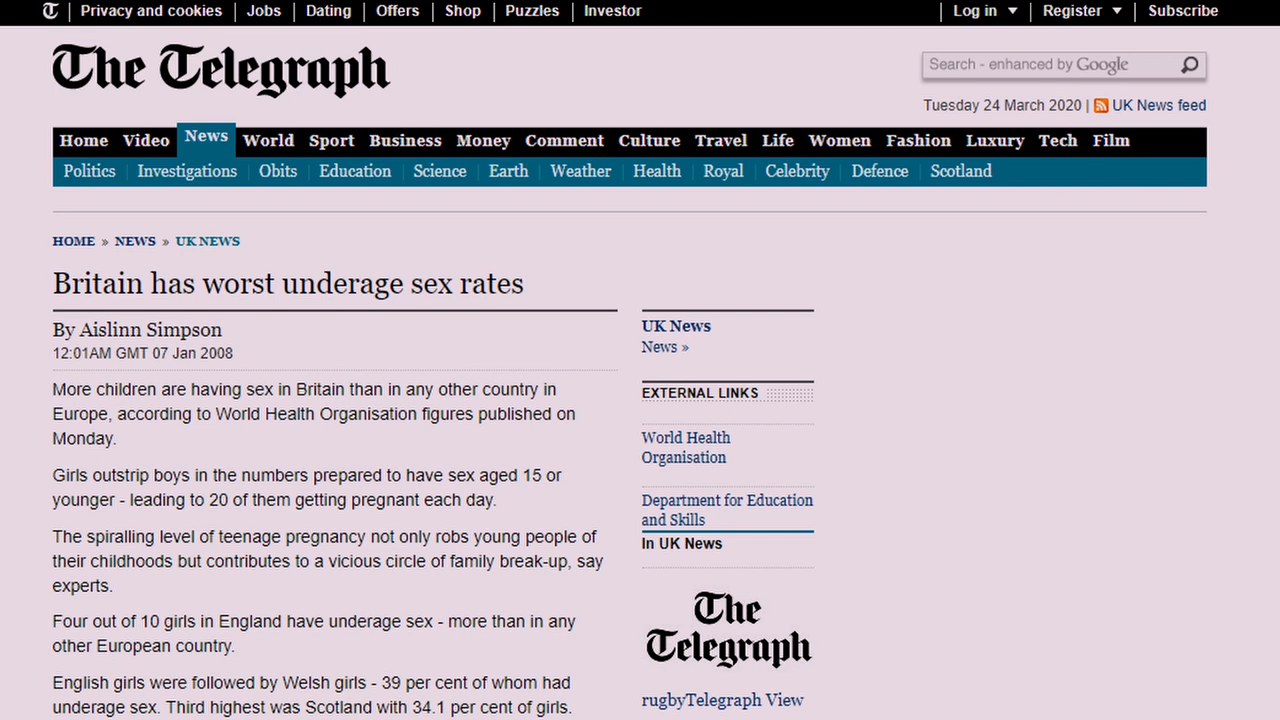 Privacy and cookies | Jobs | Dating | Offers | Shop | Puzzles | Investor | Log in | Register | Subscribe
The Telegraph
Search - enhanced by Google
Tuesday 24 March 2020 | UK News feed
Home Video News World Sport Business Money Comment Culture Travel Life Women Fashion Luxury Tech Film
Politics Investigations Obits Education Science Earth Weather Health Royal Celebrity Defence Scotland
HOME » NEWS » UK NEWS
Britain has worst underage sex rates
By Aislinn Simpson
12:01AM GMT 07 Jan 2008
More children are having sex in Britain than in any other country in
Europe, according to World Health Organisation figures published on
Monday.
Girls outstrip boys in the numbers prepared to have sex aged 15 or
younger - leading to 20 of them getting pregnant each day.
The spiralling level of teenage pregnancy not only robs young people of
their childhoods but contributes to a vicious circle of family break-up, say
experts.
Four out of 10 girls in England have underage sex - more than in any
other European country.
English girls were followed by Welsh girls - 39 per cent of whom had
underage sex. Third highest was Scotland with 34.1 per cent of girls.
UK News
News »
EXTERNAL LINKS
World Health
Organisation
Department for Education
and Skills
In UK News
The
Telegraph
rugbyTelegraph View